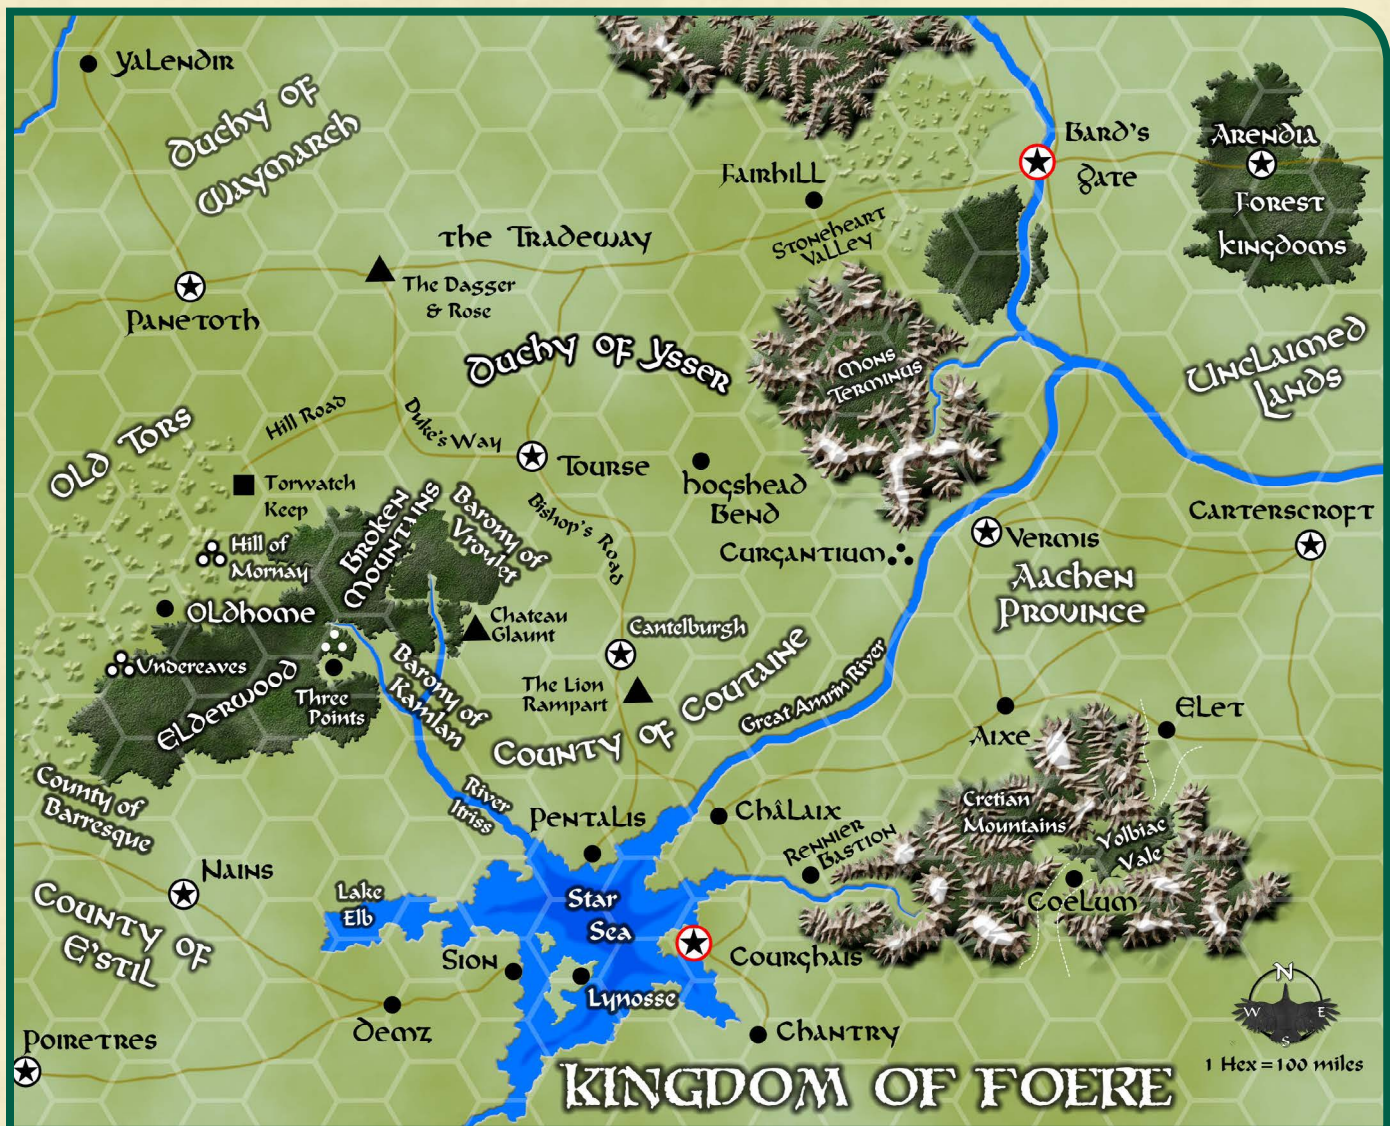 Yalendir
Duchy of
Waymarch
Bard's
Gate
Arendia
Forest
Kingdoms
Fairhill
Stoneheart
Valley
The Tradeway
The Dagger
& Rose
Panetoth
Duchy of Ysser
Mons
Terminus
Unclaimed
Lands
Hill Road
Duke's Way
Old Tors
Tourse
Hogshead
Bend
Torwatch
Keep
Broken
Mountains
Barony of
Vroulet
Bishop's Road
Curgantium
Vermis
Carterscroft
Aachen
Province
Hill of
Mornay
Oldhome
Chateau
Glaunt
Cantelburgh
Undereaves
Elderwood
Three
Points
Barony of
Kamlan
The Lion
Rampart
County of Coutaine
Great Amrin River
Aixe
Elet
County of
Barresque
River
Itriss
Pentalis
Châlaix
Rennier
Bastion
Cretian
Mountains
Yolbiac
Vale
Coelum
Nains
County of
E'stil
Lake
Elb
Star
Sea
Sion
Courghais
Lynosse
Demz
Chantry
Poiretres
N
W E
S
1 Hex=100 miles
Kingdom of Foere